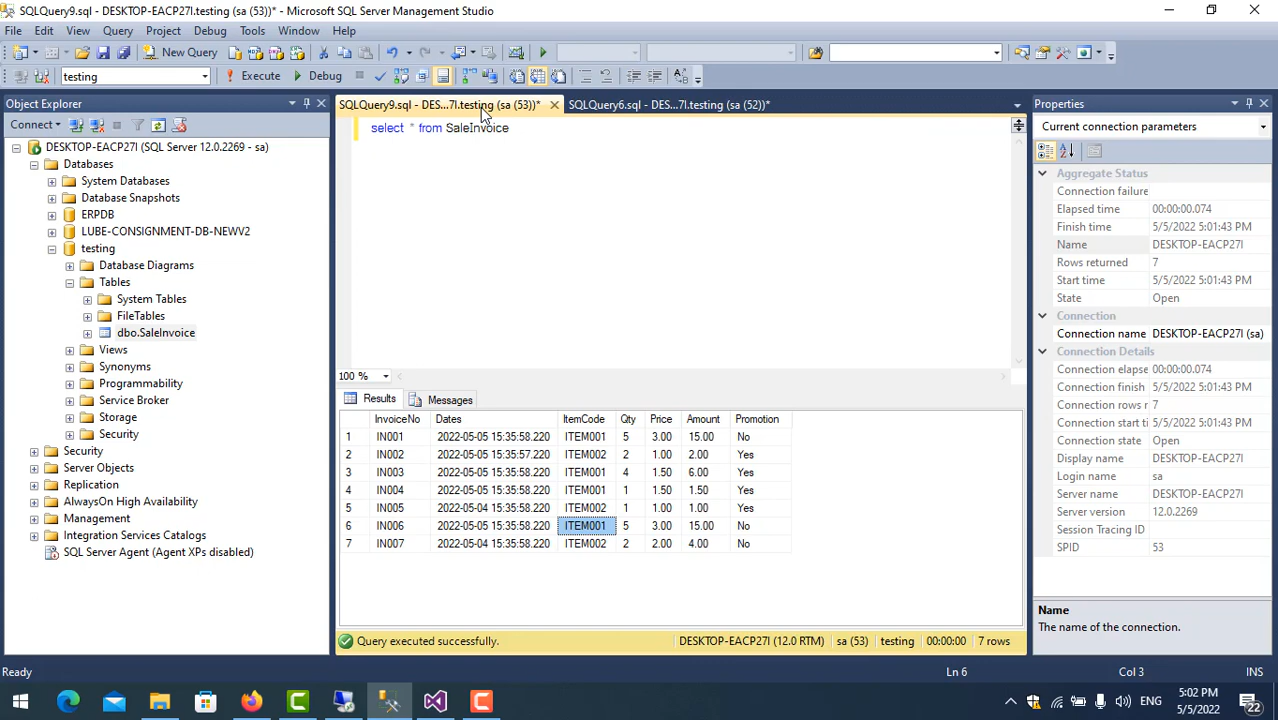 SQLQuery9.sql - DESKTOP-EACP27I.testing (sa (53))* - Microsoft SQL Server Management Studio
File Edit View Query Project Debug Tools Window Help
New Query
testing Execute Debug
Object Explorer
Connect
DESKTOP-EACP27I (SQL Server 12.0.2269 - sa)
Databases
System Databases
Database Snapshots
ERPDB
LUBE-CONSIGNMENT-DB-NEWV2
testing
Database Diagrams
Tables
System Tables
FileTables
dbo.SaleInvoice
Views
Synonyms
Programmability
Service Broker
Storage
Security
Security
Server Objects
Replication
AlwaysOn High Availability
Management
Integration Services Catalogs
SQL Server Agent (Agent XPs disabled)
SQLQuery9.sql - DES...7I.testing (sa (53))* SQLQuery6.sql - DES...7I.testing (sa (52))*
select * from SaleInvoice
100 %
Results Messages
InvoiceNo Dates ItemCode Qty Price Amount Promotion
1 IN001 2022-05-05 15:35:58.220 ITEM001 5 3.00 15.00 No
2 IN002 2022-05-05 15:35:57.220 ITEM002 2 1.00 2.00 Yes
3 IN003 2022-05-05 15:35:58.220 ITEM001 4 1.50 6.00 Yes
4 IN004 2022-05-05 15:35:58.220 ITEM001 1 1.50 1.50 Yes
5 IN005 2022-05-04 15:35:58.220 ITEM002 1 1.00 1.00 Yes
6 IN006 2022-05-05 15:35:58.220 ITEM001 5 3.00 15.00 No
7 IN007 2022-05-04 15:35:58.220 ITEM002 2 2.00 4.00 No
Query executed successfully. DESKTOP-EACP27I (12.0 RTM) sa (53) testing 00:00:00 7 rows
Properties
Current connection parameters
Aggregate Status
Connection failure
Elapsed time 00:00:00.074
Finish time 5/5/2022 5:01:43 PM
Name DESKTOP-EACP27I
Rows returned 7
Start time 5/5/2022 5:01:43 PM
State Open
Connection
Connection name DESKTOP-EACP27I (sa)
Connection Details
Connection elapse 00:00:00.074
Connection finish 5/5/2022 5:01:43 PM
Connection rows r 7
Connection start ti 5/5/2022 5:01:43 PM
Connection state Open
Display name DESKTOP-EACP27I
Login name sa
Server name DESKTOP-EACP27I
Server version 12.0.2269
Session Tracing ID
SPID 53
Name
The name of the connection.
Ready Ln 6 Col 3 INS
ENG 5:02 PM
5/5/2022 22